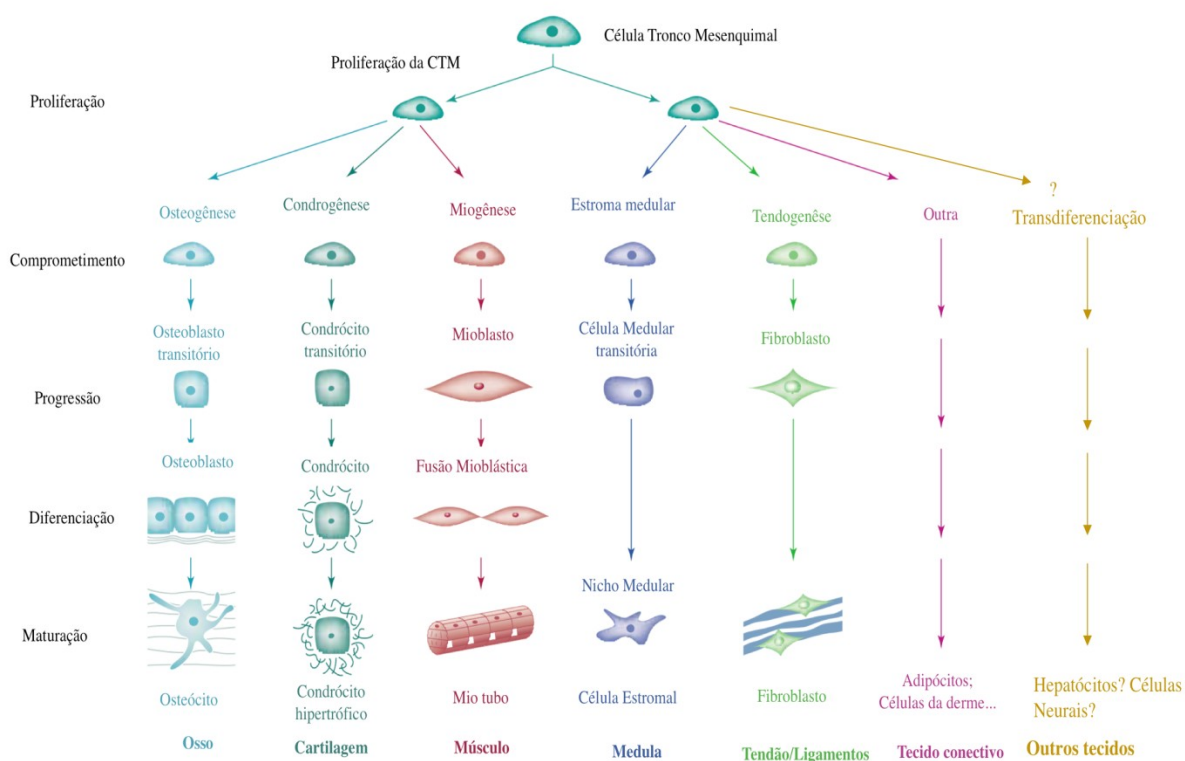 Célula Tronco Mesenquimal
Proliferação da CTM
Proliferação
?
Osteogênese
Condrogênese
Miogênese
Estroma medular
Tendogenêse
Outra
Transdiferenciação
Comprometimento
Osteoblasto
transitório
Condrócito
transitório
Mioblasto
Célula Medular
transitória
Fibroblasto
Progressão
Osteoblasto
Condrócito
Fusão Mioblástica
Diferenciação
Nicho Medular
Maturação
Osteócito
Condrócito
hipertrófico
Mio tubo
Célula Estromal
Fibroblasto
Adipócitos;
Células da derme...
Hepatócitos? Células
Neurais?
Osso
Cartilagem
Músculo
Medula
Tendão/Ligamentos
Tecido conectivo
Outros tecidos